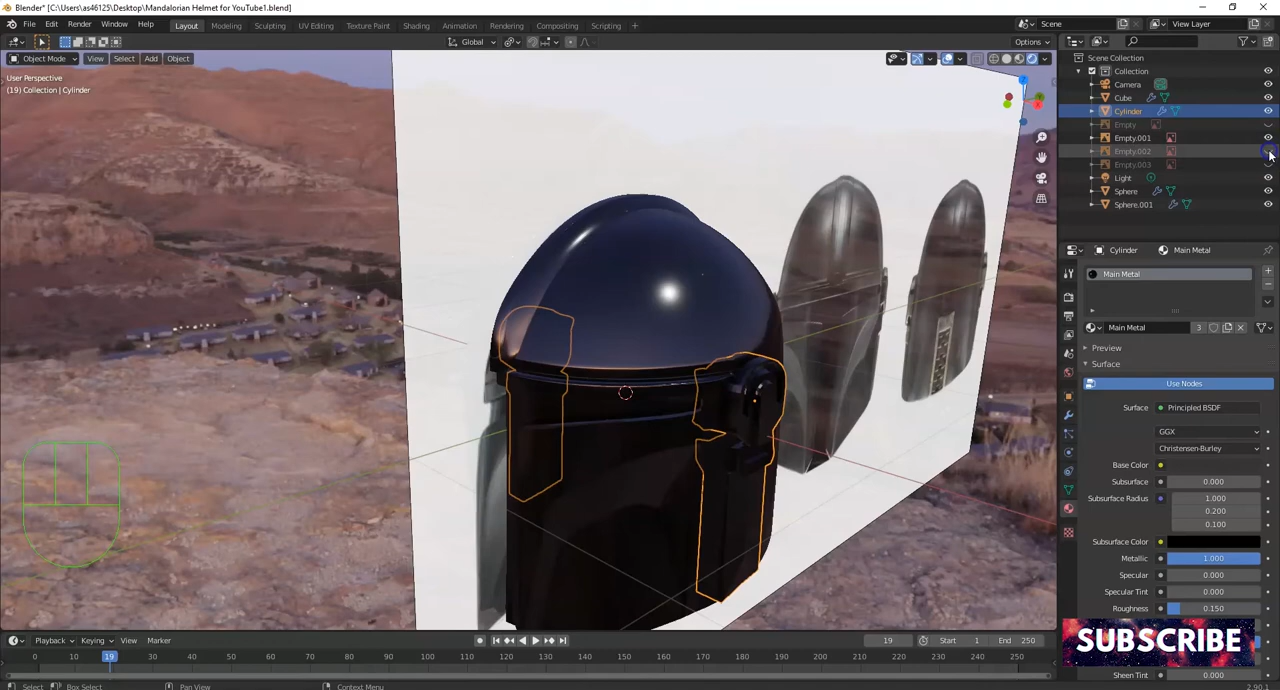 Blender* [C:\Users\as46125\Desktop\Mandalorian Helmet for YouTube1.blend]
File Edit Render Window Help Layout Modeling Sculpting UV Editing Texture Paint Shading Animation Rendering Compositing Scripting + Scene View Layer
Global Options
Object Mode View Select Add Object
User Perspective
(19) Collection | Cylinder
Scene Collection
Collection
Camera
Cube
Cylinder
Empty
Empty.001
Empty.002
Empty.003
Light
Sphere
Sphere.001
Cylinder Main Metal
Main Metal
Main Metal 3
Preview
Surface
Use Nodes
Surface Principled BSDF
GGX
Christensen-Burley
Base Color
Subsurface 0.000
Subsurface Radius 1.000
0.200
0.100
Subsurface Color
Metallic 1.000
Specular 0.000
Specular Tint 0.000
Roughness 0.150
SUBSCRIBE
Sheen Tint 0.000
Playback Keying View Marker 19 Start 1 End 250
0 10 19 30 40 50 60 70 80 90 100 110 120 130 140 150 160 170 180 190 200 210 220 230 240 250
Select Box Select Pan View Context Menu 2.90.1